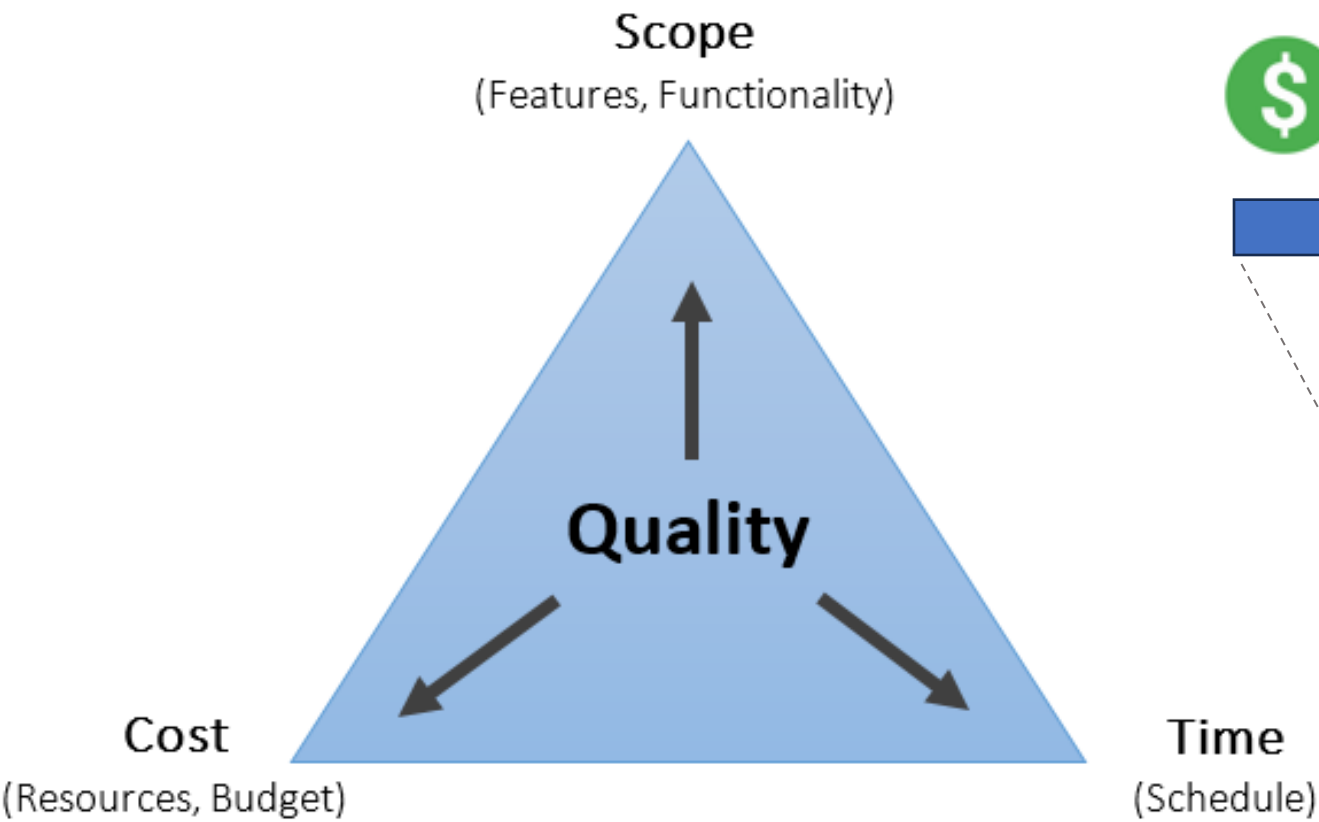 Scope
(Features, Functionality)
$
Quality
Cost
(Resources, Budget)
Time
(Schedule)